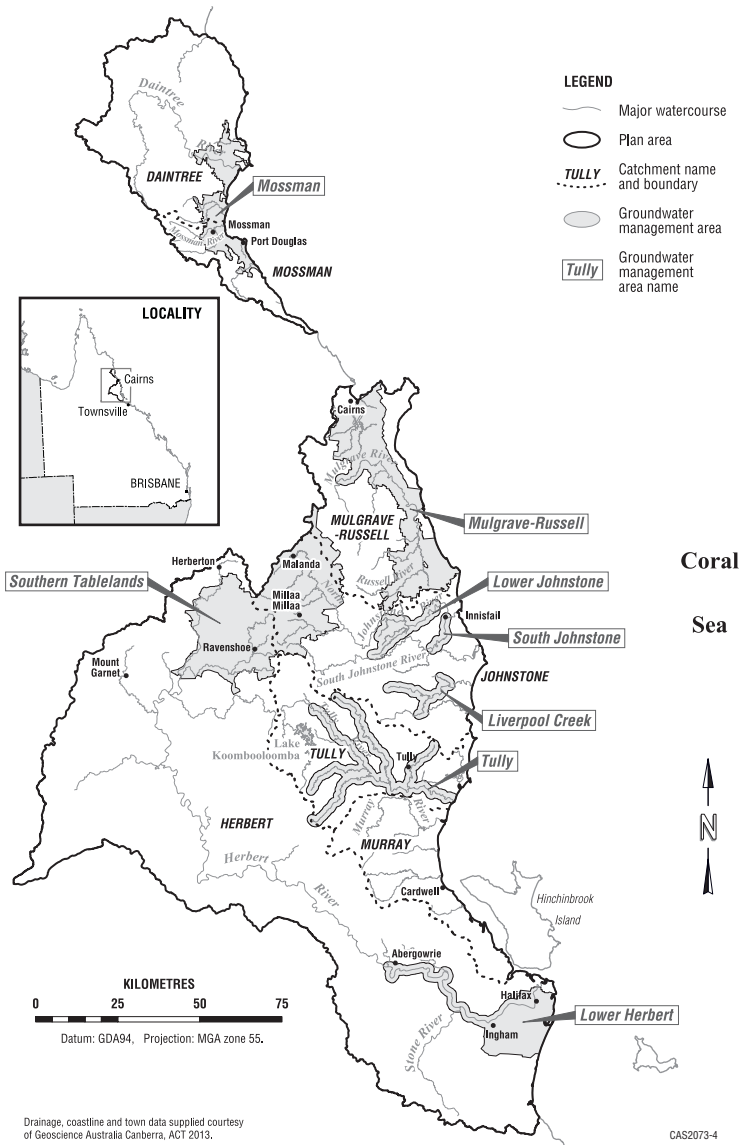 LEGEND
Major watercourse
Plan area
TULLY
Catchment name
and boundary
Groundwater
management area
Tully
Groundwater
management
area name
Daintree
River
DAINTREE
Mossman
Mossman
Mossman River
Port Douglas
MOSSMAN
LOCALITY
Cairns
Townsville
BRISBANE
Cairns
Mulgrave River
MULGRAVE
-RUSSELL
Mulgrave-Russell
Coral
Sea
Herberton
Malanda
Southern Tablelands
Russell River
North
Johnstone River
Lower Johnstone
Millaa
Millaa
Innisfail
South Johnstone
Ravenshoe
Mount
Garnet
South Johnstone River
JOHNSTONE
Liverpool Creek
Tully
Lake
Koombooloomba
TULLY
Tully
Tully
HERBERT
Murray
River
MURRAY
Herbert
River
Cardwell
Hinchinbrook
Island
N
Abergowrie
Halifax
Lower Herbert
Ingham
Stone River
KILOMETRES
0 25 50 75
Datum: GDA94, Projection: MGA zone 55.
Drainage, coastline and town data supplied courtesy
of Geoscience Australia Canberra, ACT 2013.
CAS2073-4